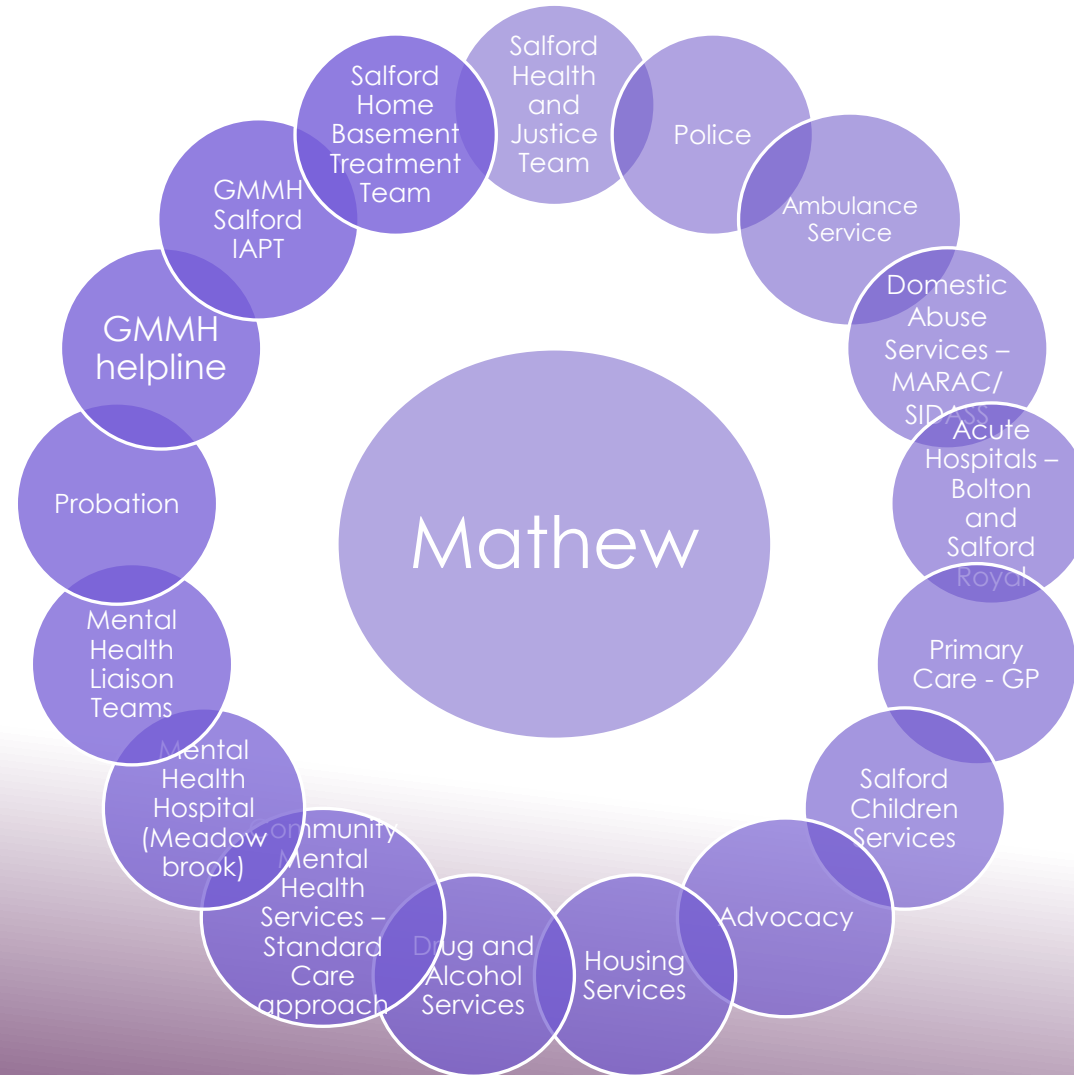 Salford
Health
and
Justice
Team
Police
Ambulance
Service
Domestic
Abuse
Services –
MARAC/
SIDASS
Acute
Hospitals –
Bolton
and
Salford
Royal
Primary
Care - GP
Salford
Children
Services
Advocacy
Housing
Services
Drug and
Alcohol
Services
Community
Mental
Health
Services –
Standard
Care
approach
Mental
Health
Hospital
(Meadow
brook)
Mental
Health
Liaison
Teams
Probation
GMMH
helpline
GMMH
Salford
IAPT
Salford
Home
Basement
Treatment
Team
Mathew